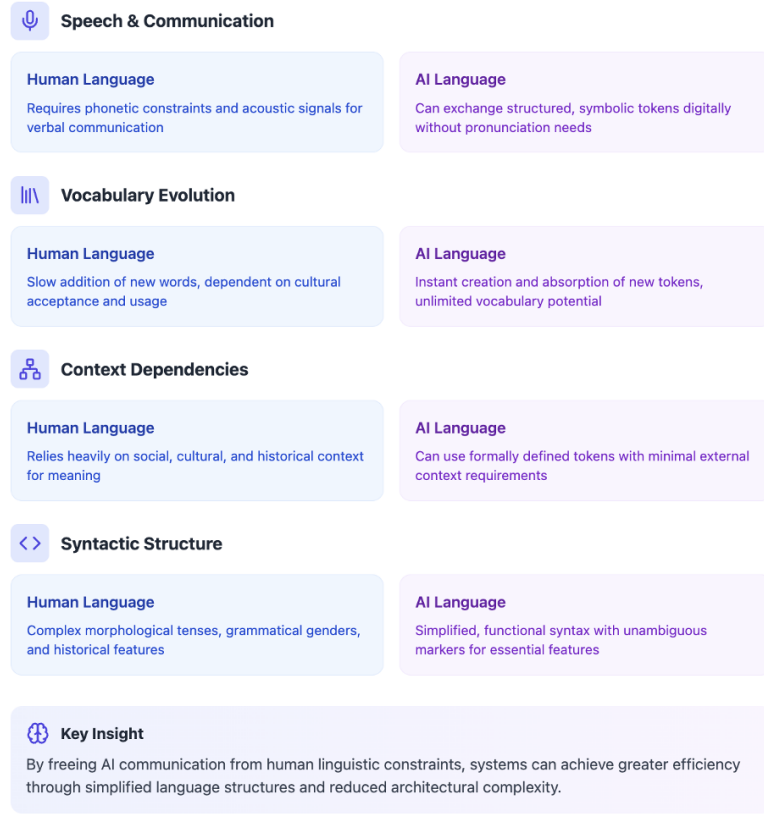 Speech & Communication
Human Language
Requires phonetic constraints and acoustic signals for
verbal communication
AI Language
Can exchange structured, symbolic tokens digitally
without pronunciation needs
Vocabulary Evolution
Human Language
Slow addition of new words, dependent on cultural
acceptance and usage
AI Language
Instant creation and absorption of new tokens,
unlimited vocabulary potential
Context Dependencies
Human Language
Relies heavily on social, cultural, and historical context
for meaning
AI Language
Can use formally defined tokens with minimal external
context requirements
Syntactic Structure
Human Language
Complex morphological tenses, grammatical genders,
and historical features
AI Language
Simplified, functional syntax with unambiguous
markers for essential features
Key Insight
By freeing AI communication from human linguistic constraints, systems can achieve greater efficiency
through simplified language structures and reduced architectural complexity.